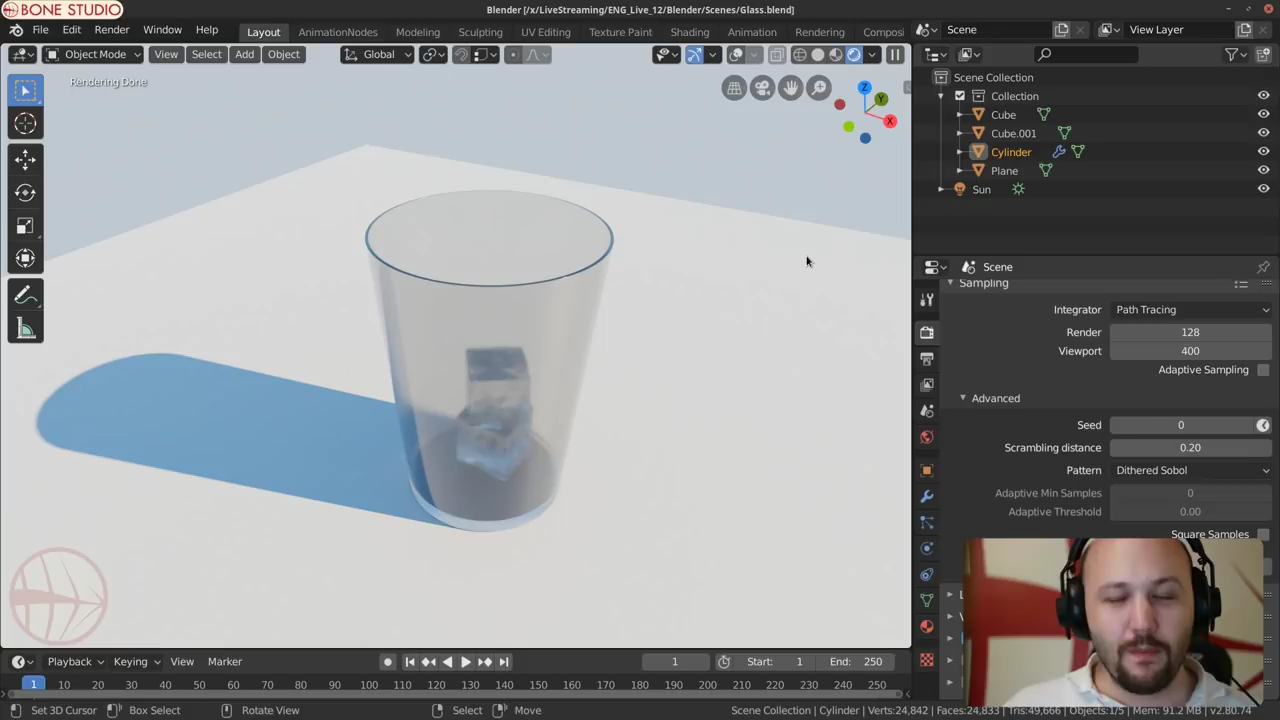 BONE STUDIO
Blender [/x/LiveStreaming/ENG_Live_12/Blender/Scenes/Glass.blend]
File Edit Render Window Help
Layout AnimationNodes Modeling Sculpting UV Editing Texture Paint Shading Animation Rendering Composi
Scene
View Layer
Object Mode View Select Add Object
Global
Rendering Done
Z
Y
X
Scene Collection
Collection
Cube
Cube.001
Cylinder
Plane
Sun
Scene
Sampling
Integrator Path Tracing
Render 128
Viewport 400
Adaptive Sampling
Advanced
Seed 0
Scrambling distance 0.20
Pattern Dithered Sobol
Adaptive Min Samples 0
Adaptive Threshold 0.00
Square Samples
Playback Keying View Marker
1
Start: 1
End: 250
1 10 20 30 40 50 60 70 80 90 100 110 120 130 140 150 160 170 180 190 200 210 220 230 240 250
Set 3D Cursor Box Select Rotate View Select Move
Scene Collection | Cylinder | Verts:24,842 | Faces:24,833 | Tris:49,666 | Objects:1/5 | Mem: 91.2 MB | v2.80.74